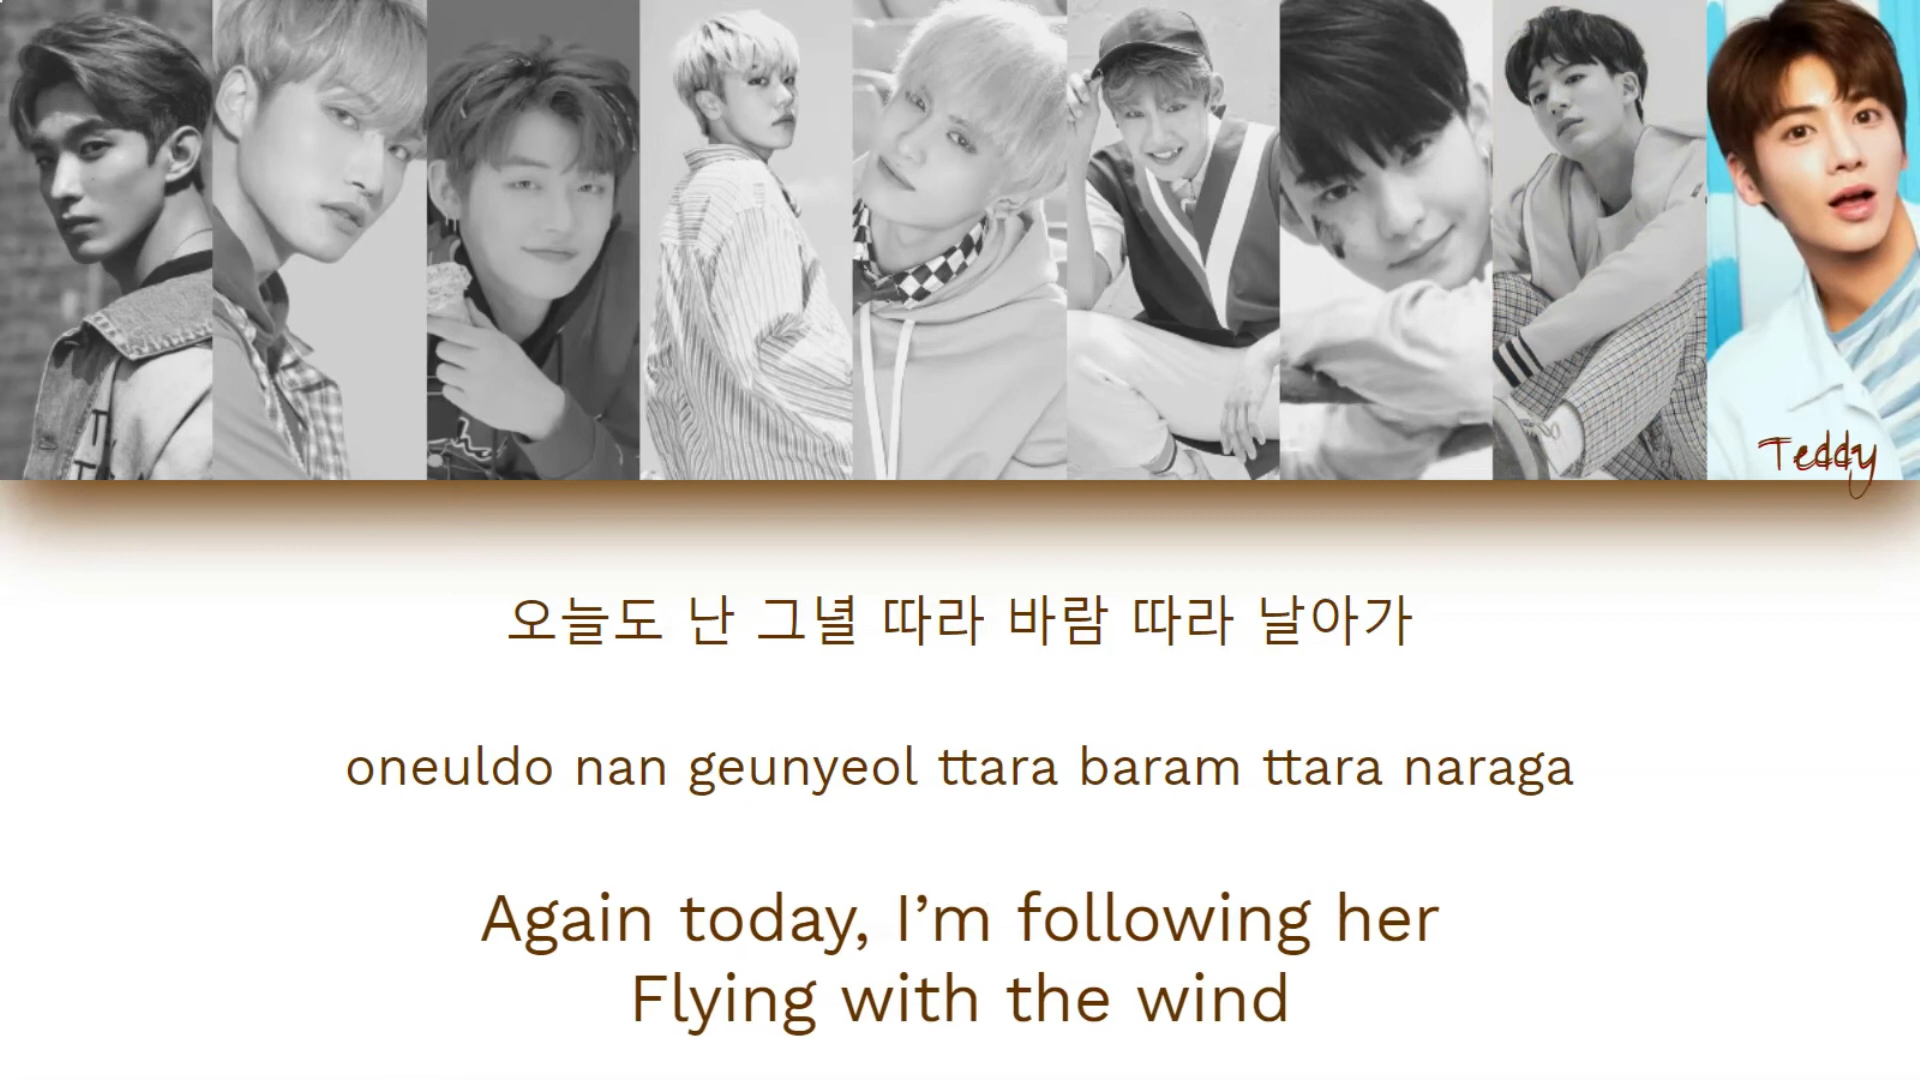 Teddy
오늘도 난 그녈 따라 바람 따라 날아가
oneuldo nan geunyeol ttara baram ttara naraga
Again today, I’m following her
Flying with the wind